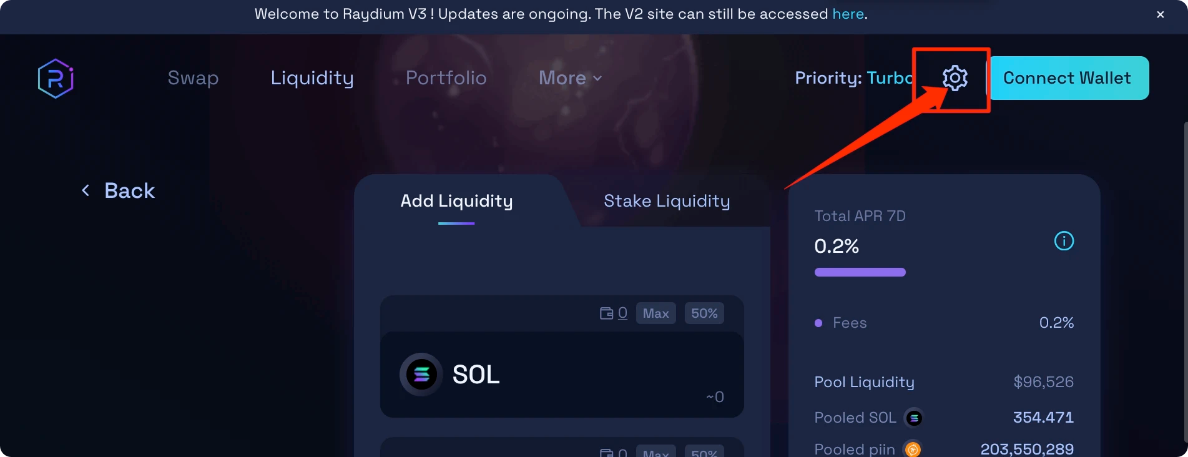 Welcome to Raydium V3 ! Updates are ongoing. The V2 site can still be accessed here.
Swap Liquidity Portfolio More Priority: Turbo Connect Wallet
Back
Add Liquidity Stake Liquidity
Total APR 7D
0.2%
0 Max 50%
Fees 0.2%
SOL
~0
Pool Liquidity $96,526
Pooled SOL 354.471
Pooled piin 203,550,289
0 Max 50%